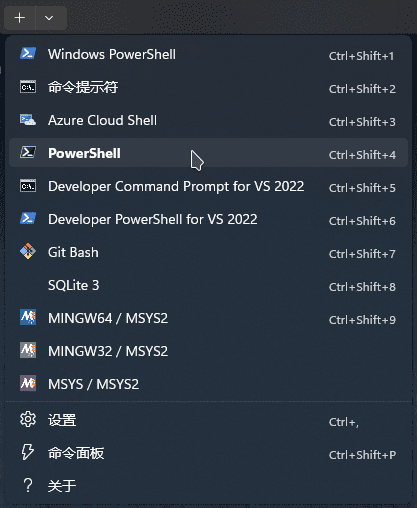 Windows PowerShell Ctrl+Shift+1
命令提示符 Ctrl+Shift+2
Azure Cloud Shell Ctrl+Shift+3
PowerShell Ctrl+Shift+4
Developer Command Prompt for VS 2022 Ctrl+Shift+5
Developer PowerShell for VS 2022 Ctrl+Shift+6
Git Bash Ctrl+Shift+7
SQLite 3 Ctrl+Shift+8
MINGW64 / MSYS2 Ctrl+Shift+9
MINGW32 / MSYS2
MSYS / MSYS2
设置 Ctrl+,
命令面板 Ctrl+Shift+P
关于